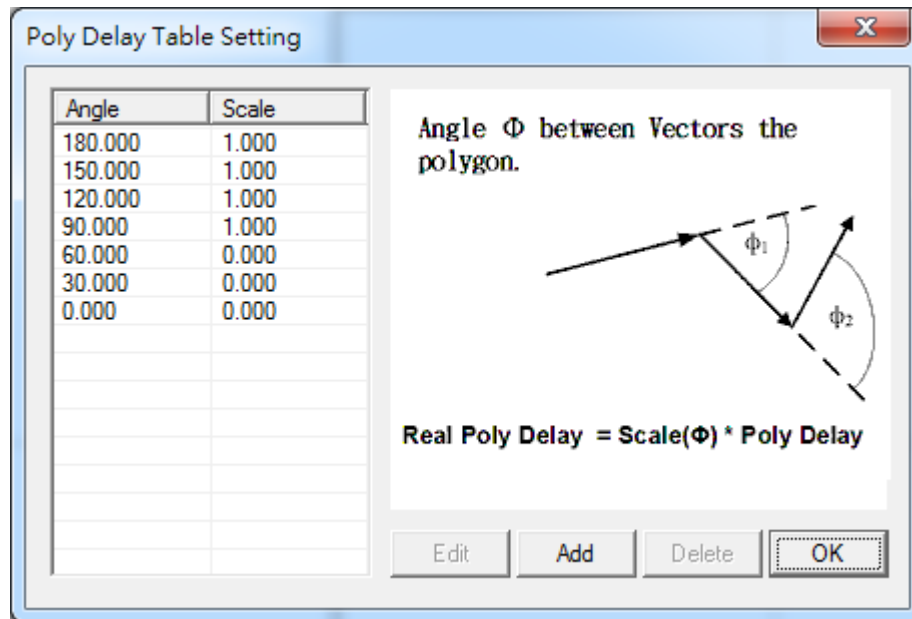 Poly Delay Table Setting
Angle Scale
180.000 1.000
150.000 1.000
120.000 1.000
90.000 1.000
60.000 0.000
30.000 0.000
0.000 0.000
Angle Φ between Vectors the
polygon.
ϕ1
ϕ2
Real Poly Delay = Scale(Φ) * Poly Delay
Edit Add Delete OK